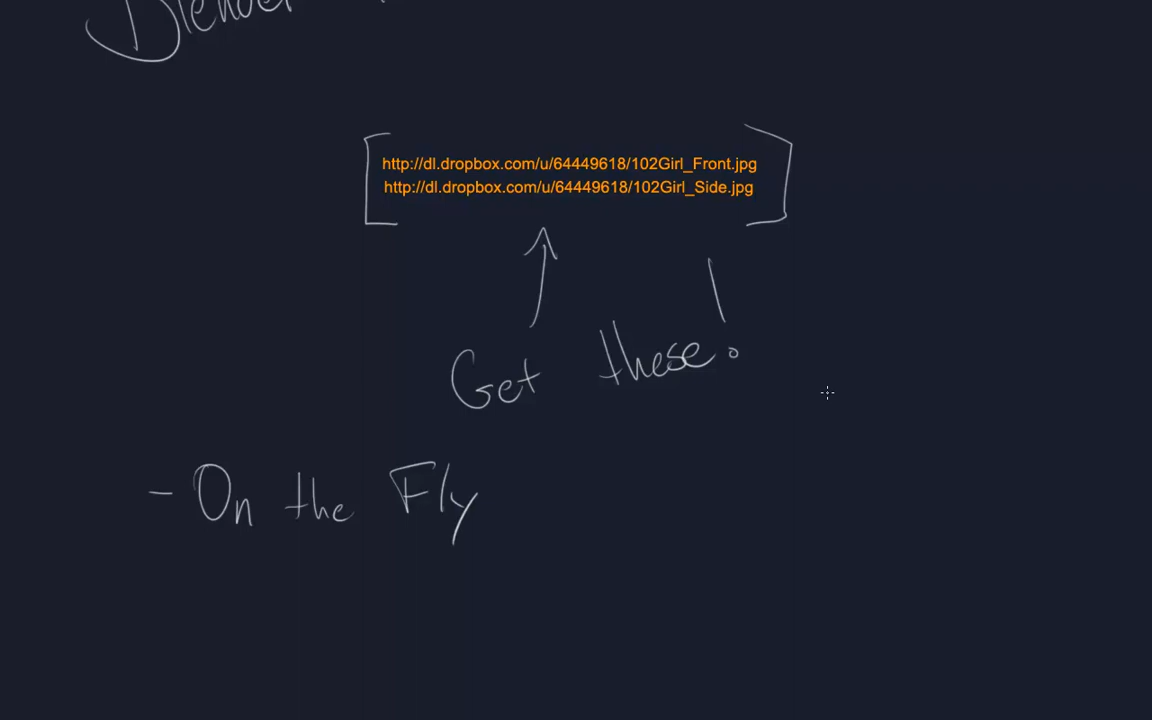 Blender
http://dl.dropbox.com/u/64449618/102Girl_Front.jpg
http://dl.dropbox.com/u/64449618/102Girl_Side.jpg
Get these.
- On the Fly